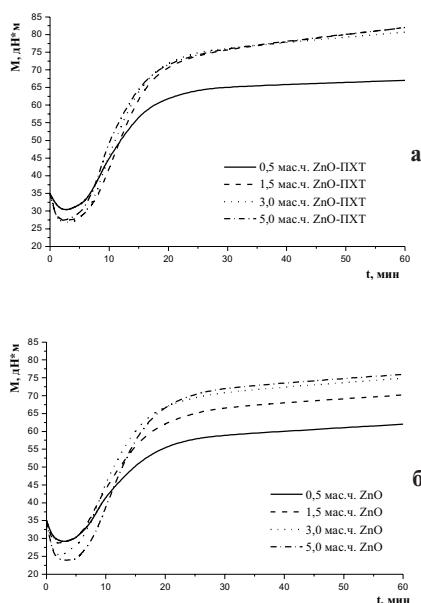 М, дН*м
85
80
75
70
65
60
55
50
45
40
35
30
25
20
а
0,5 мас.ч. ZnO-ПХТ
1,5 мас.ч. ZnO-ПХТ
3,0 мас.ч. ZnO-ПХТ
5,0 мас.ч. ZnO-ПХТ
0 10 20 30 40 50 60
t, мин
М, дН*м
85
80
75
70
65
60
55
50
45
40
35
30
25
20
б
0,5 мас.ч. ZnO
1,5 мас.ч. ZnO
3,0 мас.ч. ZnO
5,0 мас.ч. ZnO
0 10 20 30 40 50 60
t, мин